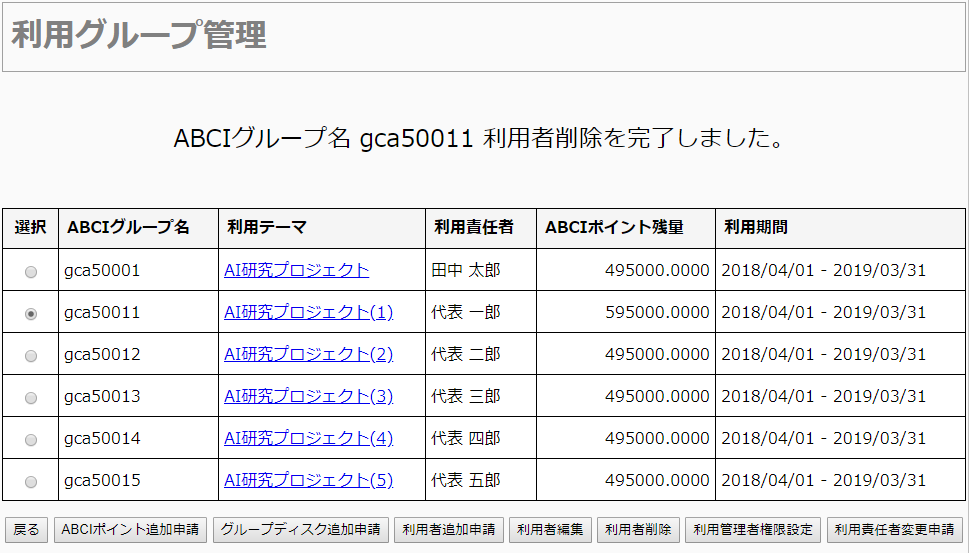 利用グループ管理
ABCIグループ名 gca50011 利用者削除を完了しました。
選択 ABCIグループ名 利用テーマ 利用責任者 ABCIポイント残量 利用期間
gca50001 AI研究プロジェクト 田中 太郎 495000.0000 2018/04/01 - 2019/03/31
gca50011 AI研究プロジェクト(1) 代表 一郎 595000.0000 2018/04/01 - 2019/03/31
gca50012 AI研究プロジェクト(2) 代表 二郎 495000.0000 2018/04/01 - 2019/03/31
gca50013 AI研究プロジェクト(3) 代表 三郎 495000.0000 2018/04/01 - 2019/03/31
gca50014 AI研究プロジェクト(4) 代表 四郎 495000.0000 2018/04/01 - 2019/03/31
gca50015 AI研究プロジェクト(5) 代表 五郎 495000.0000 2018/04/01 - 2019/03/31
戻る ABCIポイント追加申請 グループディスク追加申請 利用者追加申請 利用者編集 利用者削除 利用管理者権限設定 利用責任者変更申請